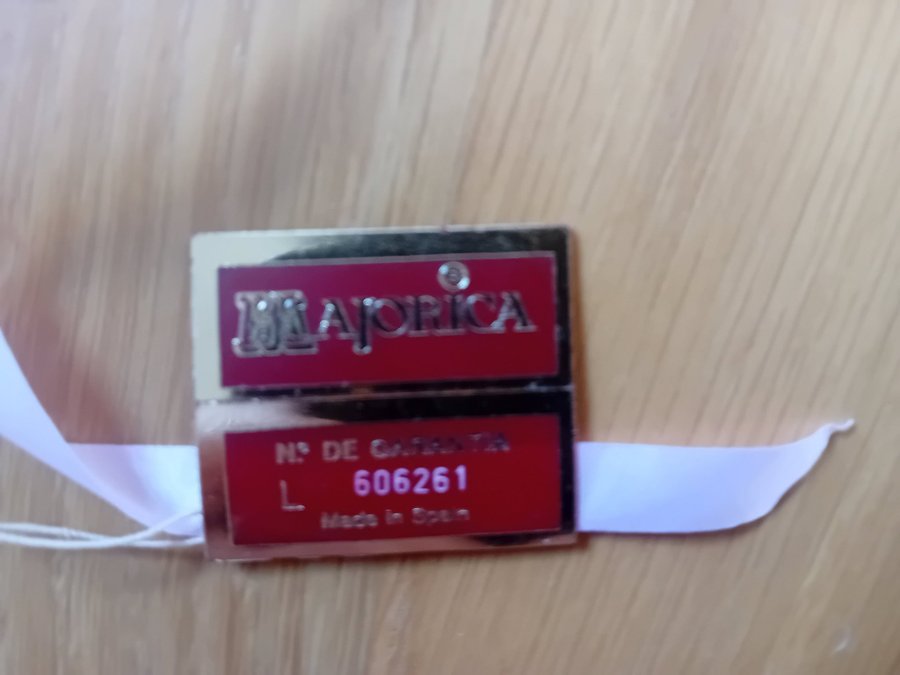 MAJORICA
Nº DE GARANTIA
L 606261
Made in Spain